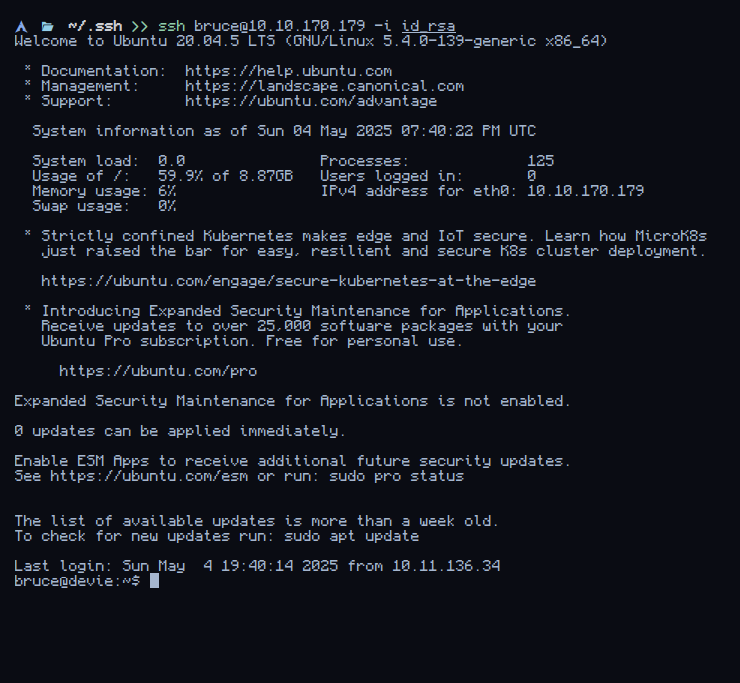 ~/.ssh >> ssh bruce@10.10.170.179 -i id_rsa
Welcome to Ubuntu 20.04.5 LTS (GNU/Linux 5.4.0-139-generic x86_64)
* Documentation:  https://help.ubuntu.com
* Management:     https://landscape.canonical.com
* Support:        https://ubuntu.com/advantage
System information as of Sun 04 May 2025 07:40:22 PM UTC
System load:  0.0               Processes:             125
Usage of /:   59.9% of 8.87GB   Users logged in:       0
Memory usage: 6%                IPv4 address for eth0: 10.10.170.179
Swap usage:   0%
* Strictly confined Kubernetes makes edge and IoT secure. Learn how MicroK8s
just raised the bar for easy, resilient and secure K8s cluster deployment.
https://ubuntu.com/engage/secure-kubernetes-at-the-edge
* Introducing Expanded Security Maintenance for Applications.
Receive updates to over 25,000 software packages with your
Ubuntu Pro subscription. Free for personal use.
https://ubuntu.com/pro
Expanded Security Maintenance for Applications is not enabled.
0 updates can be applied immediately.
Enable ESM Apps to receive additional future security updates.
See https://ubuntu.com/esm or run: sudo pro status
The list of available updates is more than a week old.
To check for new updates run: sudo apt update
Last login: Sun May  4 19:40:14 2025 from 10.11.136.34
bruce@devie:~$